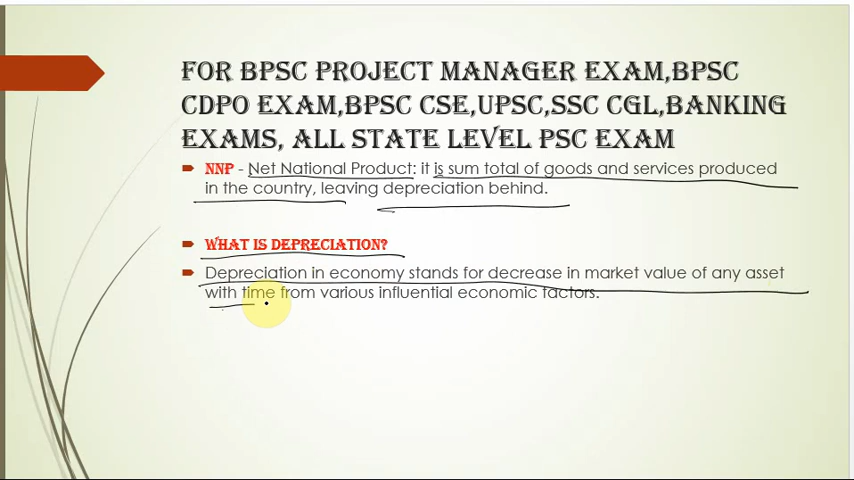 FOR BPSC PROJECT MANAGER EXAM,BPSC
CDPO EXAM,BPSC CSE,UPSC,SSC CGL,BANKING
EXAMS, ALL STATE LEVEL PSC EXAM
NNP - Net National Product: it is sum total of goods and services produced
in the country, leaving depreciation behind.
WHAT IS DEPRECIATION?
Depreciation in economy stands for decrease in market value of any asset
with time from various influential economic factors.